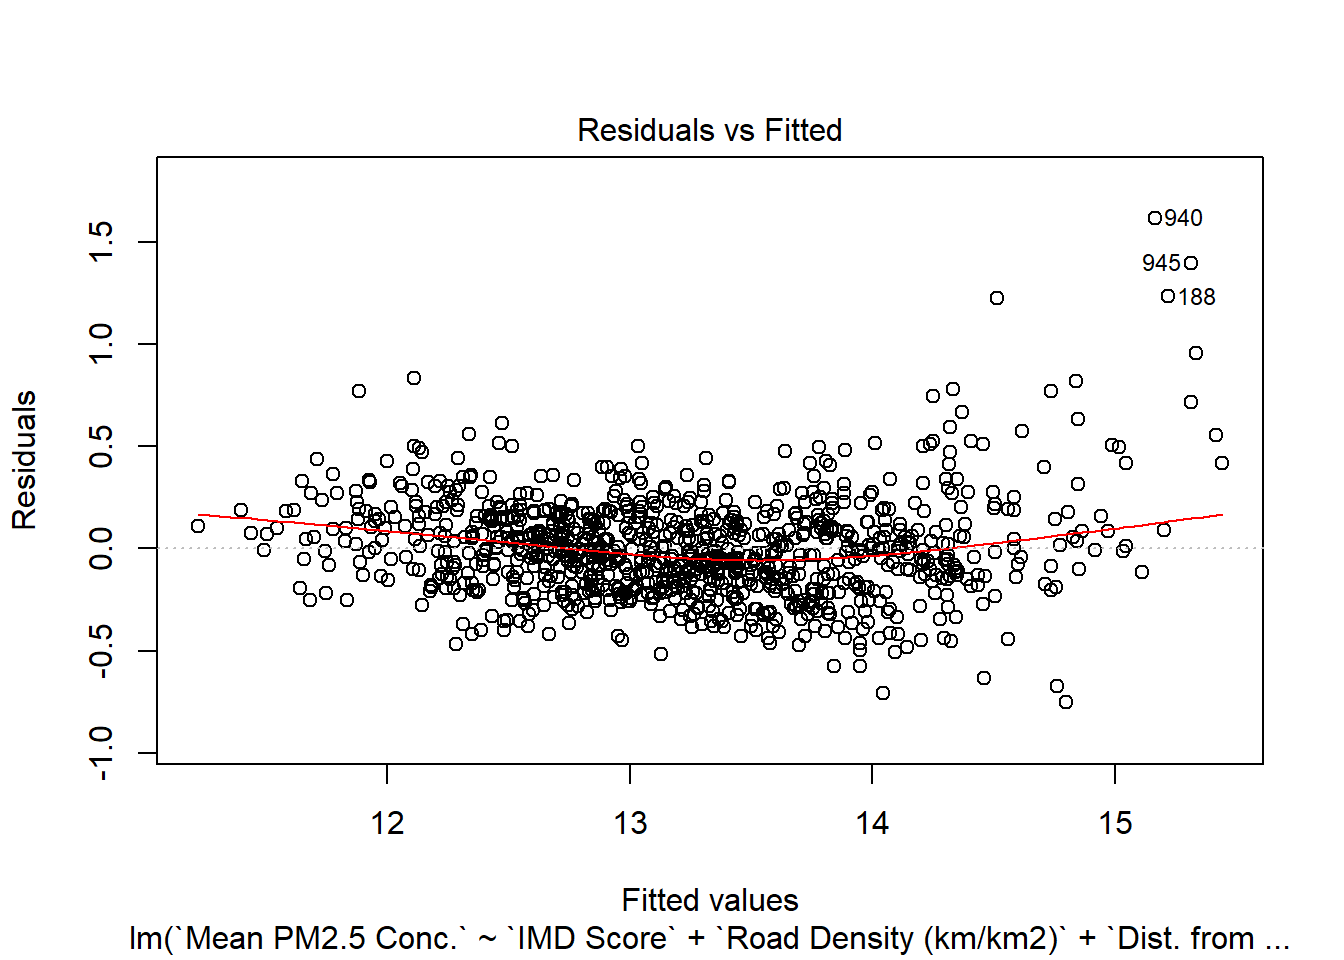 Residuals vs Fitted
Residuals
1.5
1.0
0.5
0.0
-0.5
-1.0
940
945
188
12 13 14 15
Fitted values
lm(`Mean PM2.5 Conc.` ~ `IMD Score` + `Road Density (km/km2)` + `Dist. from ...